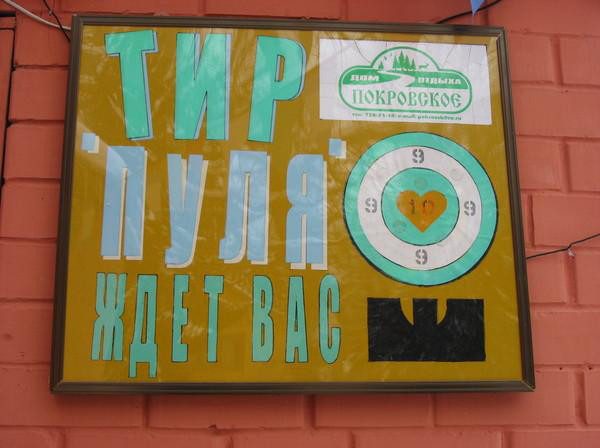 ТИР
"ПУЛЯ"
ЖДЕТ ВАС
ДОМ ОТДЫХА
ПОКРОВСКОЕ
9
9 10 9
9